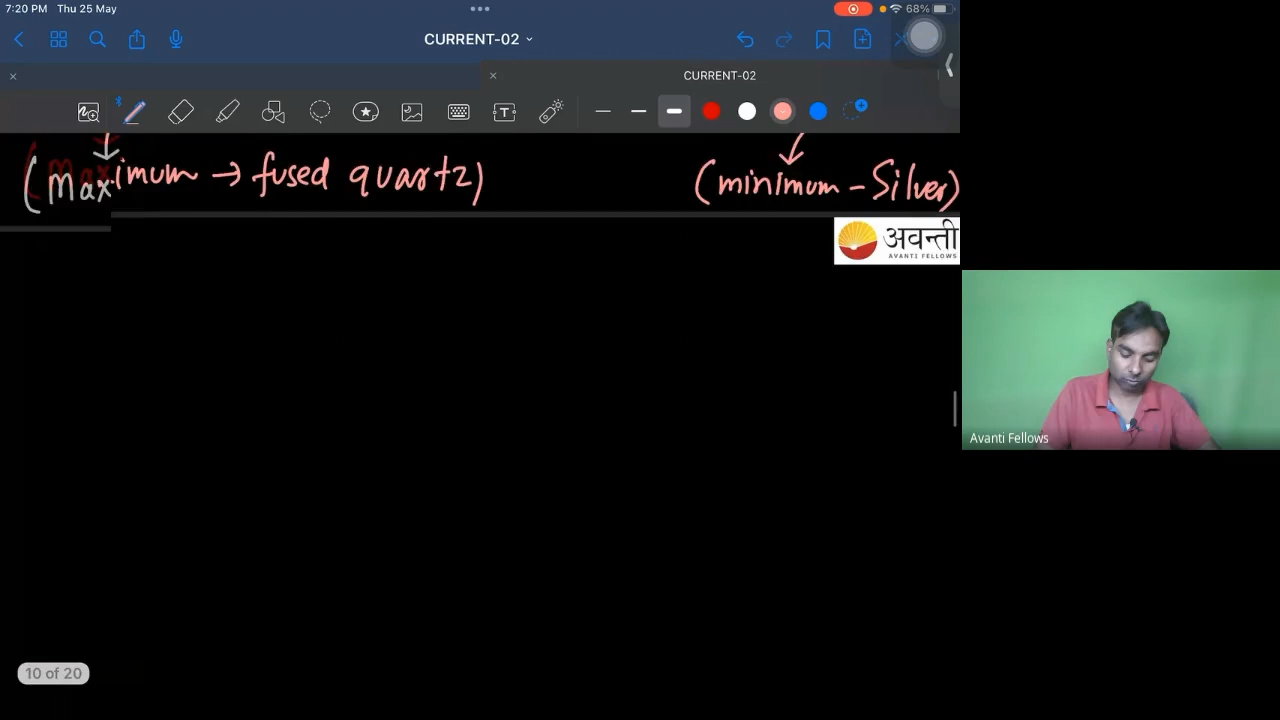 7:20 PM Thu 25 May
68%
CURRENT-02
CURRENT-02
(Maximum → fused quartz)
(minimum - Silver)
अवन्ती
AVANTI FELLOWS
Avanti Fellows
10 of 20